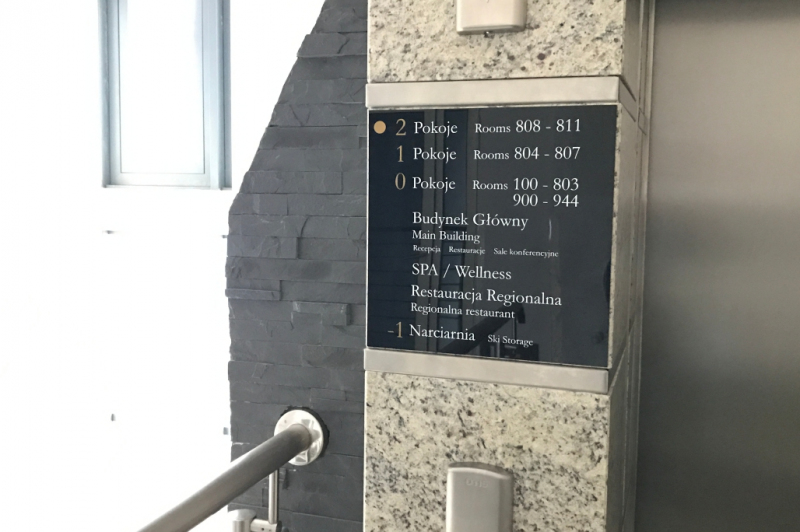 2 Pokoje Rooms 808 - 811
1 Pokoje Rooms 804 - 807
0 Pokoje Rooms 100 - 803
900 - 944
Budynek Główny
Main Building
Recepcja Restauracje Sale konferencyjne
SPA / Wellness
Restauracja Regionalna
Regionalna restaurant
-1 Narciarnia Ski Storage